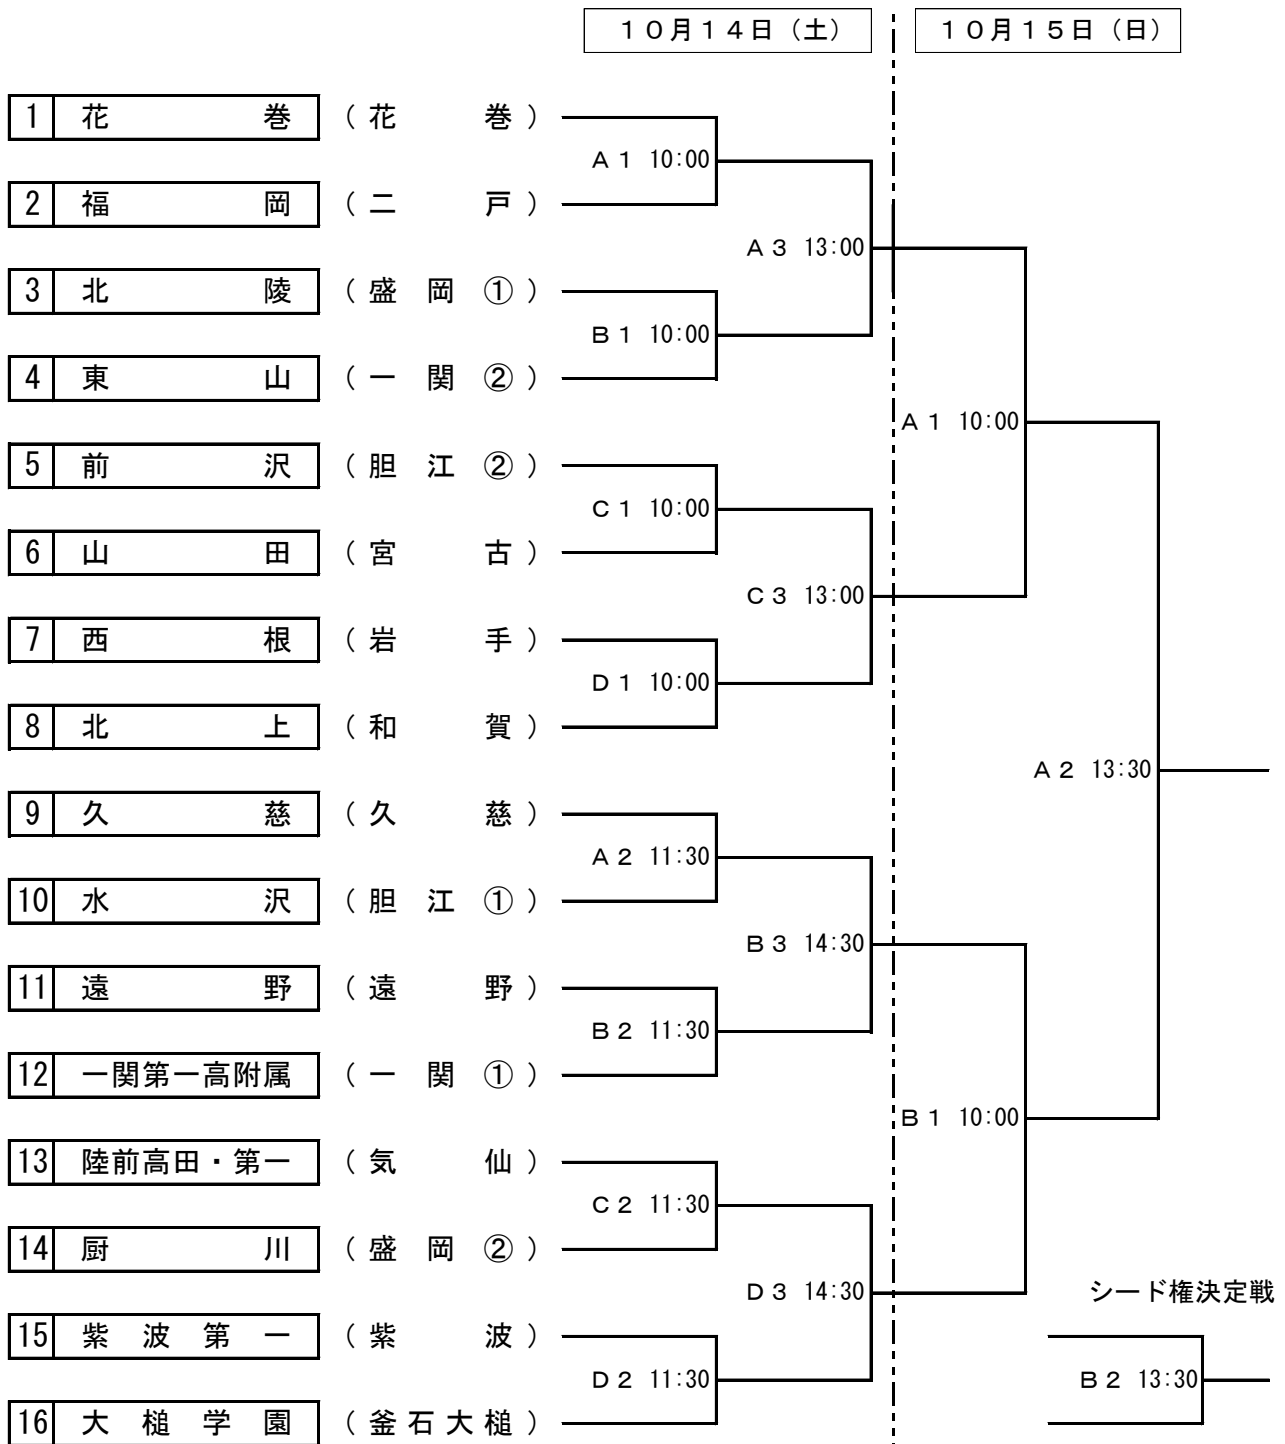 １０月１４日（土） １０月１５日（日）
1 花巻 （花巻）
A１ 10:00
2 福岡 （二戸）
A３ 13:00
3 北陵 （盛岡①）
B１ 10:00
4 東山 （一関②）
A１ 10:00
5 前沢 （胆江②）
C１ 10:00
6 山田 （宮古）
C３ 13:00
7 西根 （岩手）
D１ 10:00
8 北上 （和賀）
A２ 13:30
9 久慈 （久慈）
A２ 11:30
10 水沢 （胆江①）
B３ 14:30
11 遠野 （遠野）
B２ 11:30
12 一関第一高附属 （一関①）
B１ 10:00
13 陸前高田・第一 （気仙）
C２ 11:30
14 厨川 （盛岡②）
D３ 14:30 シード権決定戦
15 紫波第一 （紫波）
D２ 11:30 B２ 13:30
16 大槌学園 （釜石大槌）